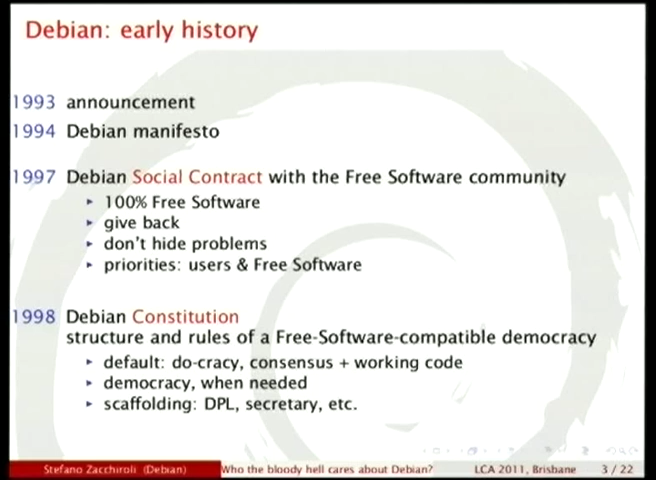 Debian: early history
1993 announcement
1994 Debian manifesto
1997 Debian Social Contract with the Free Software community
▸ 100% Free Software
▸ give back
▸ don't hide problems
▸ priorities: users & Free Software
1998 Debian Constitution
structure and rules of a Free-Software-compatible democracy
▸ default: do-cracy, consensus + working code
▸ democracy, when needed
▸ scaffolding: DPL, secretary, etc.
Stefano Zacchiroli (Debian) Who the bloody hell cares about Debian? LCA 2011, Brisbane 3 / 22